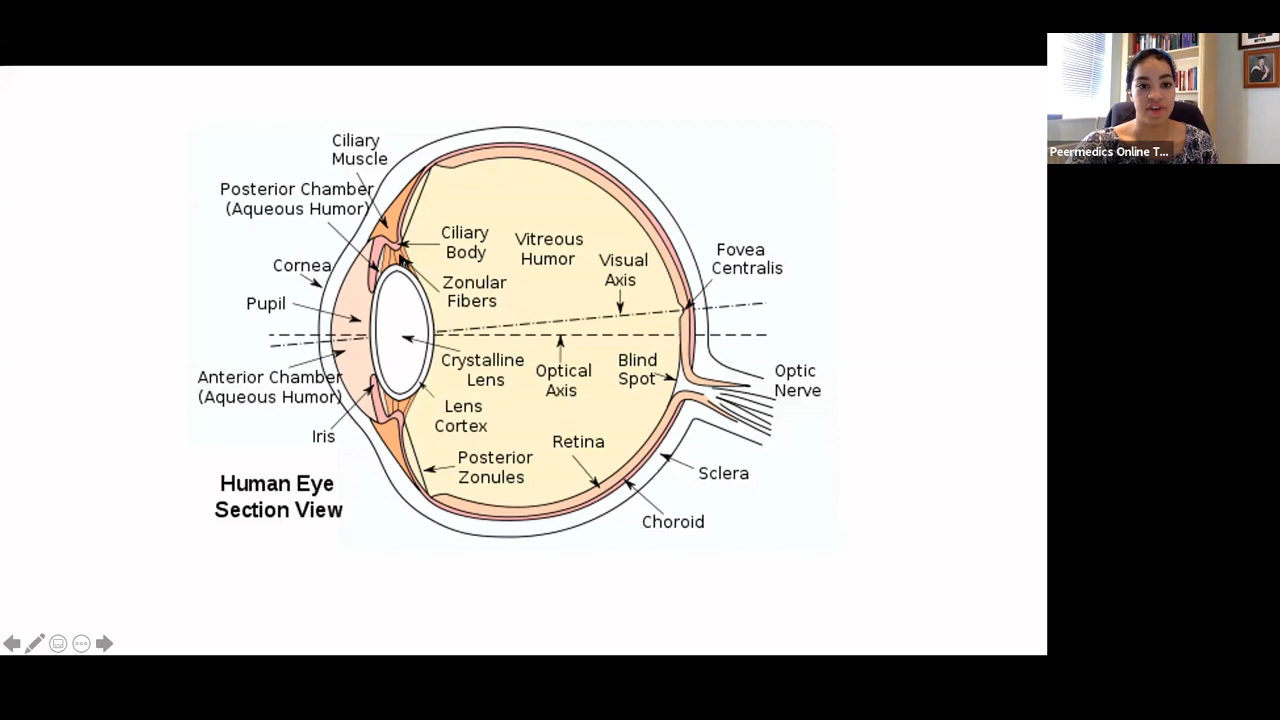 Ciliary
Muscle
Posterior Chamber
(Aqueous Humor)
Cornea
Pupil
Anterior Chamber
(Aqueous Humor)
Iris
Ciliary
Body
Zonular
Fibers
Vitreous
Humor
Visual
Axis
Fovea
Centralis
Crystalline
Lens
Optical
Axis
Blind
Spot
Optic
Nerve
Lens
Cortex
Retina
Posterior
Zonules
Sclera
Choroid
Human Eye
Section View
Peermedics Online T...